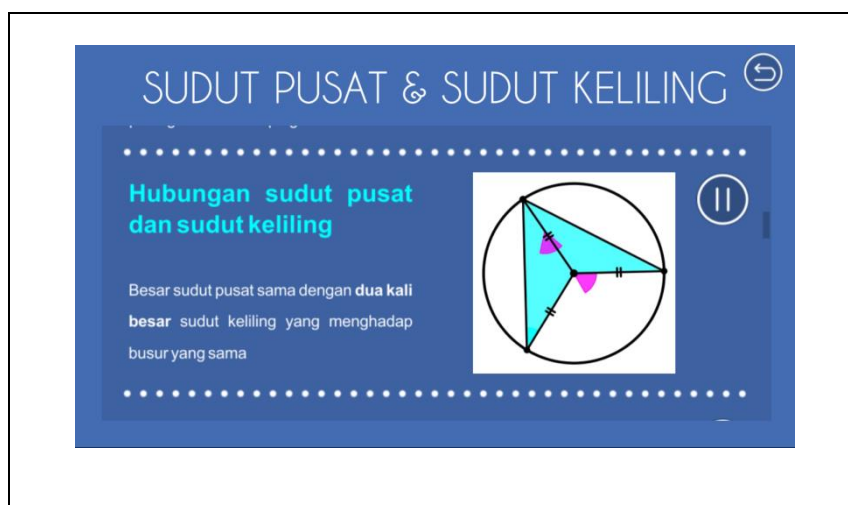 SUDUT PUSAT & SUDUT KELILING
Hubungan sudut pusat
dan sudut keliling
Besar sudut pusat sama dengan dua kali
besar sudut keliling yang menghadap
busur yang sama